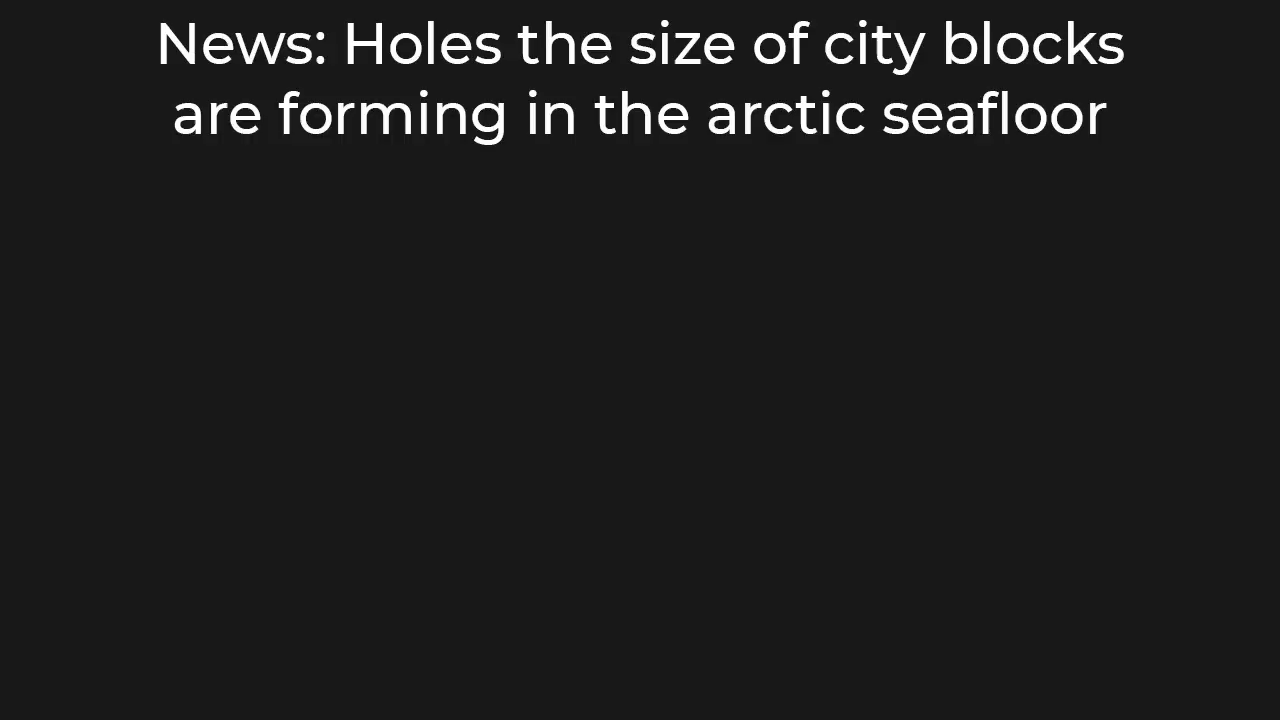 News: Holes the size of city blocks
are forming in the arctic seafloor